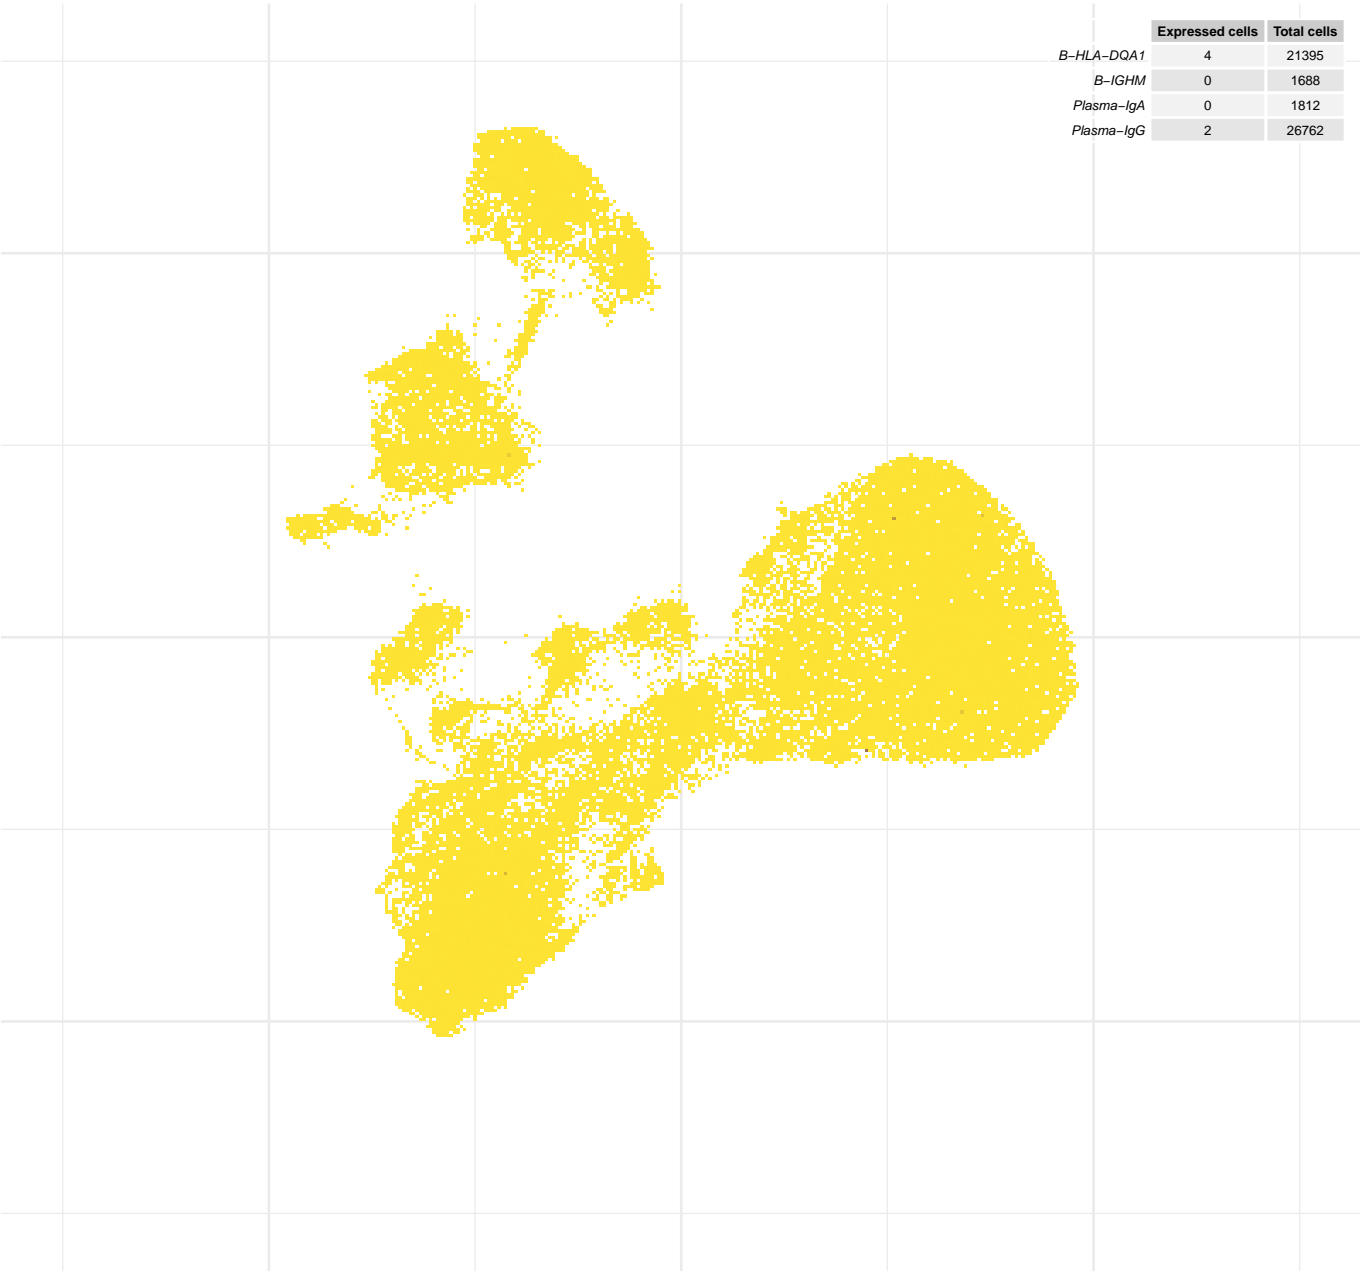 Expressed cells Total cells
B−HLA−DQA1 4 21395
B−IGHM 0 1688
Plasma−IgA 0 1812
Plasma−IgG 2 26762